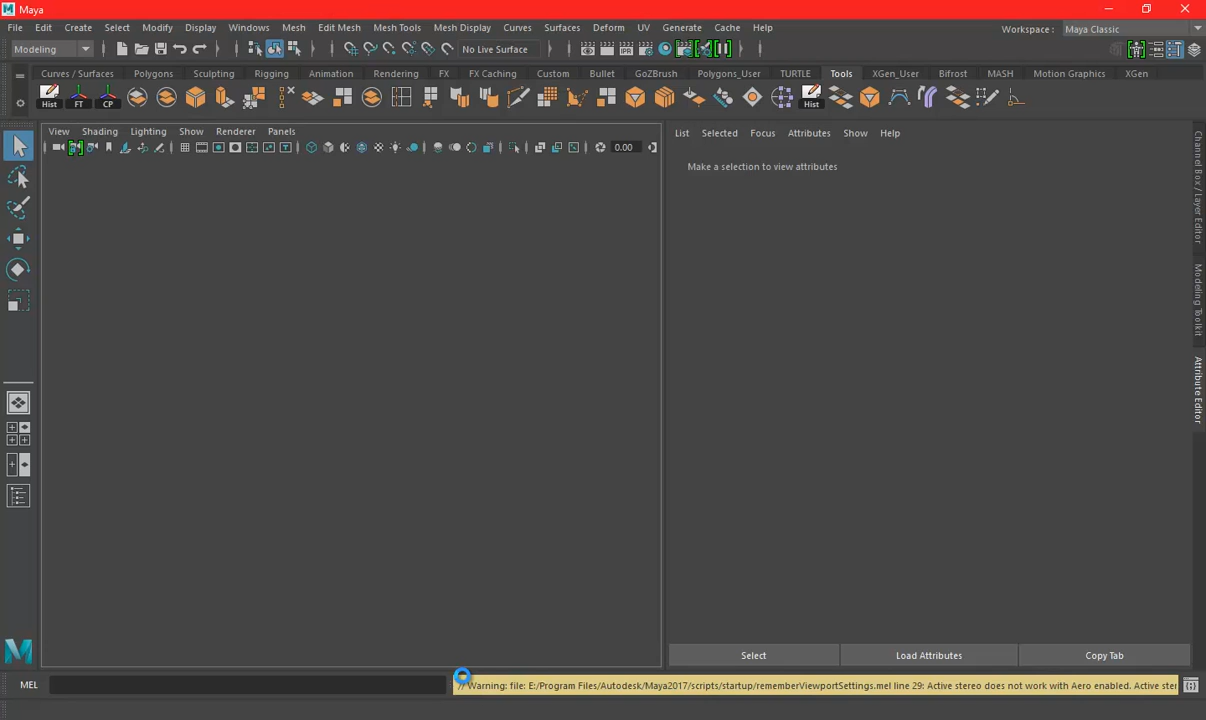 Maya
File Edit Create Select Modify Display Windows Mesh Edit Mesh Mesh Tools Mesh Display Curves Surfaces Deform UV Generate Cache Help Workspace : Maya Classic
Modeling No Live Surface
Curves / Surfaces Polygons Sculpting Rigging Animation Rendering FX FX Caching Custom Bullet GoZBrush Polygons_User TURTLE Tools XGen_User Bifrost MASH Motion Graphics XGen
Hist FT CP Hist
View Shading Lighting Show Renderer Panels
0.00
List Selected Focus Attributes Show Help
Make a selection to view attributes
Channel Box / Layer Editor
Modeling Toolkit
Attribute Editor
Select Load Attributes Copy Tab
MEL
// Warning: file: E:/Program Files/Autodesk/Maya2017/scripts/startup/rememberViewportSettings.mel line 29: Active stereo does not work with Aero enabled. Active ster